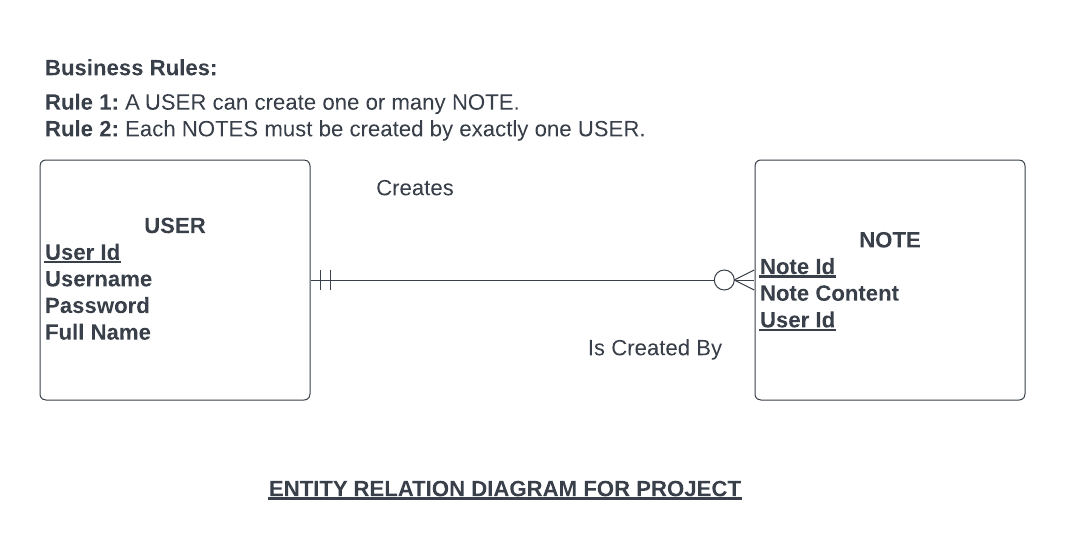 Business Rules:
Rule 1: A USER can create one or many NOTE.
Rule 2: Each NOTES must be created by exactly one USER.
Creates
USER
User Id
Username
Password
Full Name
NOTE
Note Id
Note Content
User Id
Is Created By
ENTITY RELATION DIAGRAM FOR PROJECT